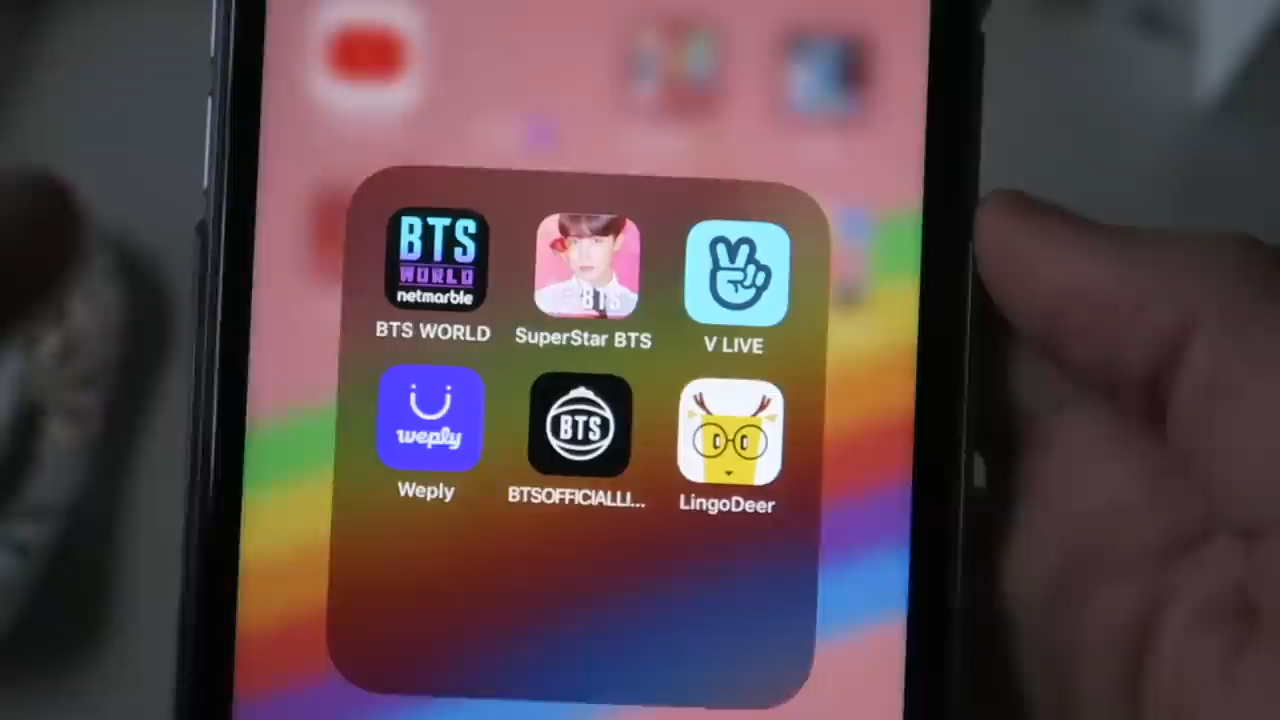 BTS
WORLD
netmarble
BTS WORLD
BTS
SuperStar BTS
V LIVE
weply
Weply
BTS
BTSOFFICIALLI...
LingoDeer